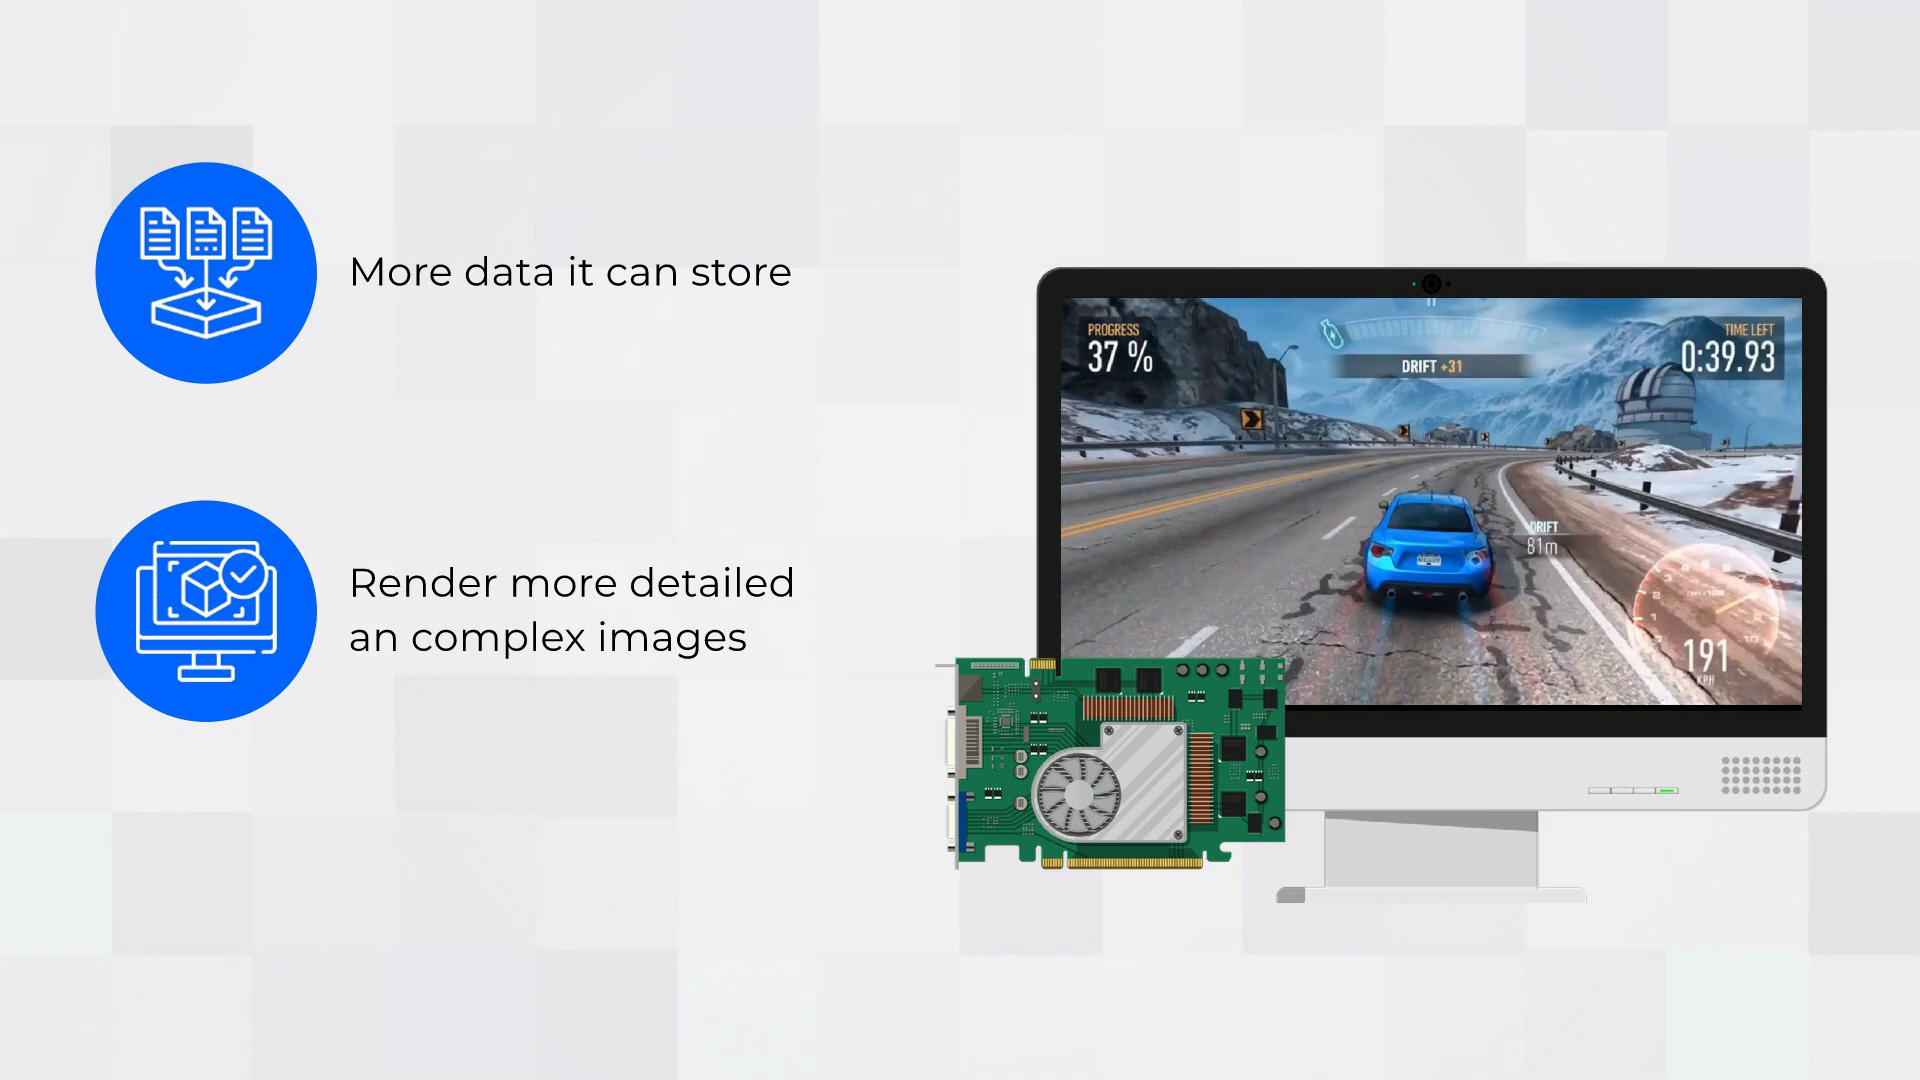 More data it can store
Render more detailed
an complex images
PROGRESS
37 %
DRIFT +31
TIME LEFT
0:39.93
DRIFT
81m
191
KPH